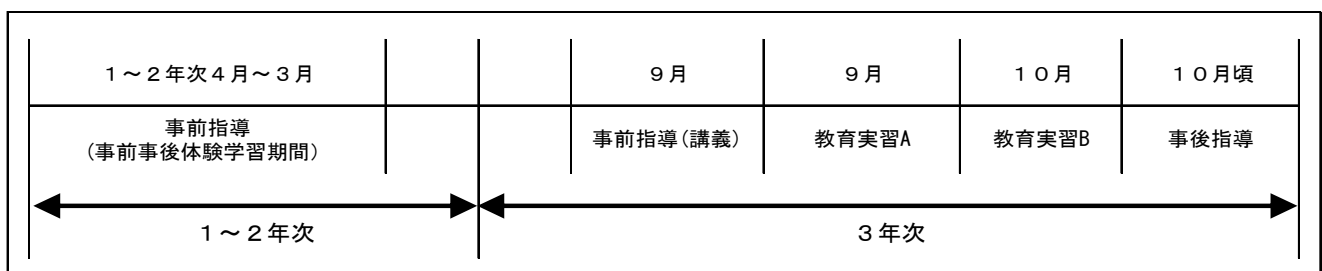 1～2年次4月～3月
9月
9月
10月
10月頃
事前指導
(事前事後体験学習期間)
事前指導(講義)
教育実習A
教育実習B
事後指導
1～2年次
3年次